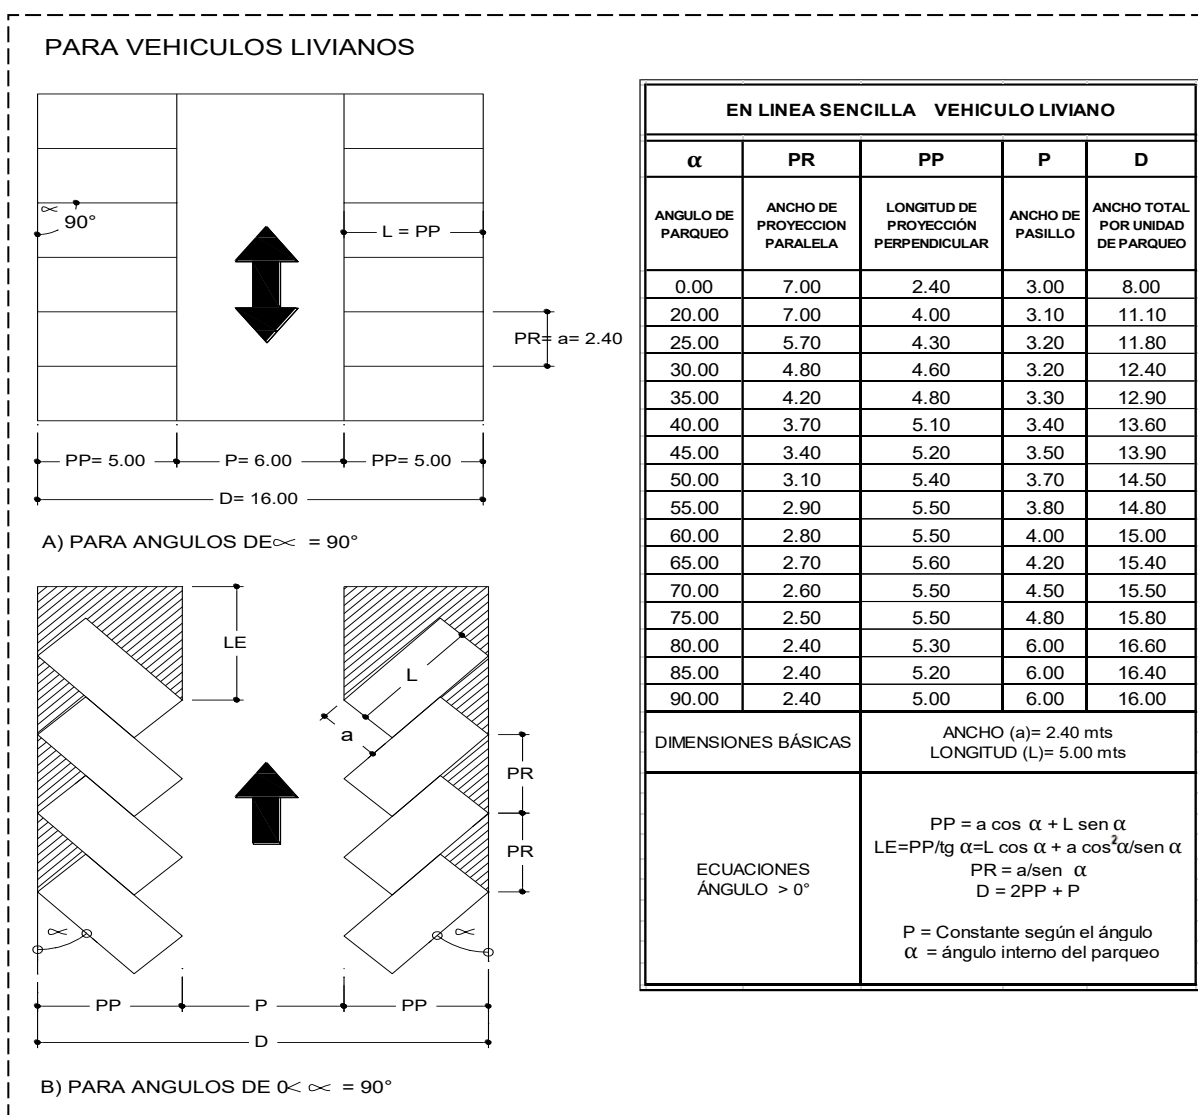 PARA VEHICULOS LIVIANOS
∝
90°
L = PP
PR= a= 2.40
PP= 5.00
P= 6.00
PP= 5.00
D= 16.00
A) PARA ANGULOS DE ∝ = 90°
LE
L
a
PR
PR
∝
∝
PP
P
PP
D
B) PARA ANGULOS DE 0< ∝ = 90°
EN LINEA SENCILLA VEHICULO LIVIANO
α PR PP P D
ANGULO DE PARQUEO
ANCHO DE PROYECCION PARALELA
LONGITUD DE PROYECCIÓN PERPENDICULAR
ANCHO DE PASILLO
ANCHO TOTAL POR UNIDAD DE PARQUEO
0.00 7.00 2.40 3.00 8.00
20.00 7.00 4.00 3.10 11.10
25.00 5.70 4.30 3.20 11.80
30.00 4.80 4.60 3.20 12.40
35.00 4.20 4.80 3.30 12.90
40.00 3.70 5.10 3.40 13.60
45.00 3.40 5.20 3.50 13.90
50.00 3.10 5.40 3.70 14.50
55.00 2.90 5.50 3.80 14.80
60.00 2.80 5.50 4.00 15.00
65.00 2.70 5.60 4.20 15.40
70.00 2.60 5.50 4.50 15.50
75.00 2.50 5.50 4.80 15.80
80.00 2.40 5.30 6.00 16.60
85.00 2.40 5.20 6.00 16.40
90.00 2.40 5.00 6.00 16.00
DIMENSIONES BÁSICAS
ANCHO (a)= 2.40 mts
LONGITUD (L)= 5.00 mts
ECUACIONES
ÁNGULO > 0°
PP = a cos α + L sen α
LE=PP/tg α=L cos α + a cos²α/sen α
PR = a/sen α
D = 2PP + P
P = Constante según el ángulo
α = ángulo interno del parqueo